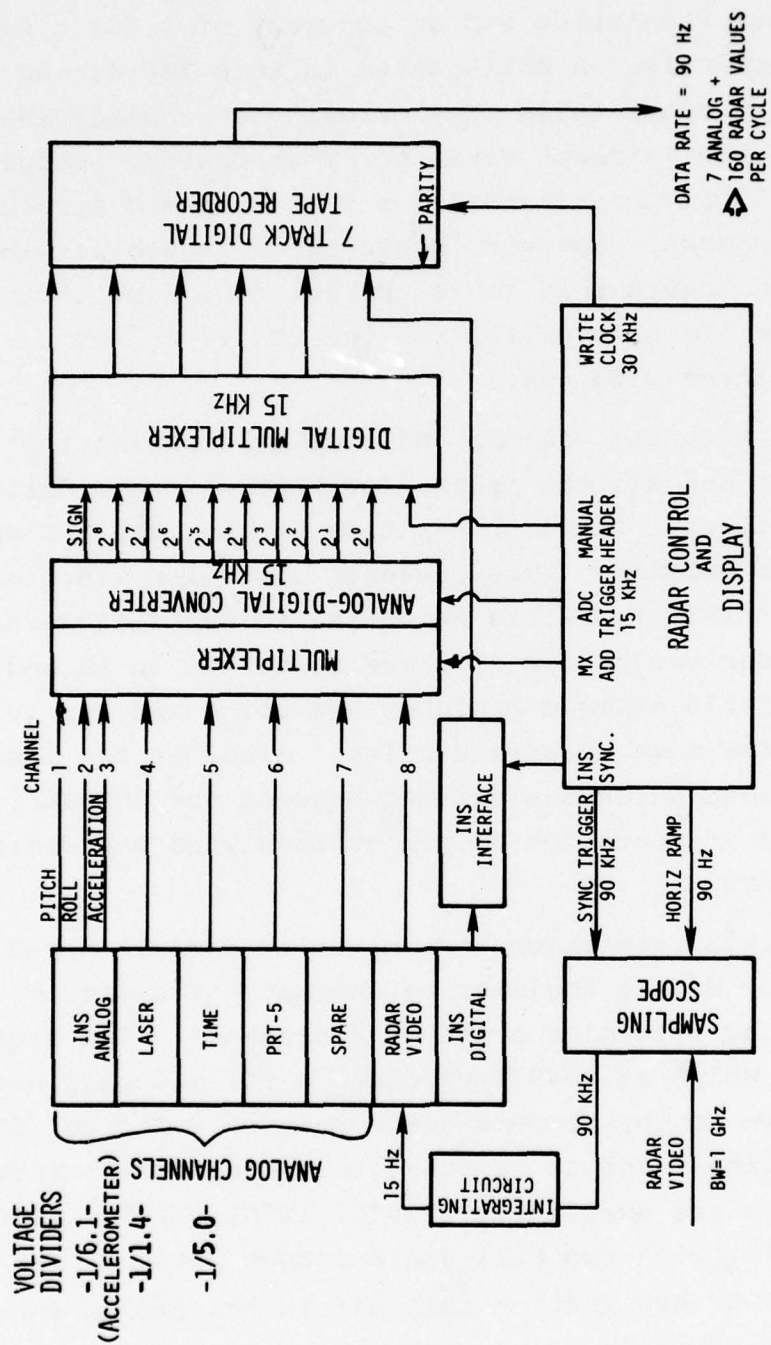 VOLTAGE
DIVIDERS
-1/6.1-
(ACCELEROMETER)
-1/1.4-
-1/5.0-
ANALOG CHANNELS
INS
ANALOG
LASER
TIME
PRT-5
SPARE
RADAR
VIDEO
INS
DIGITAL
PITCH
ROLL
ACCELERATION
CHANNEL
1
2
3
4
5
6
7
8
MULTIPLEXER
ANALOG-DIGITAL CONVERTER
15 KHz
SIGN
2⁸
2⁷
2⁶
2⁵
2⁴
2³
2²
2¹
2⁰
DIGITAL MULTIPLEXER
15 KHz
7 TRACK DIGITAL
TAPE RECORDER
PARITY
DATA RATE = 90 Hz
7 ANALOG +
160 RADAR VALUES
PER CYCLE
INS
INTERFACE
15 Hz
INTEGRATING
CIRCUIT
90 KHz
RADAR
VIDEO
BW=1 GHz
SAMPLING
SCOPE
SYNC TRIGGER
90 KHz
HORIZ RAMP
90 Hz
INS
SYNC.
MX
ADD
ADC
TRIGGER
15 KHz
MANUAL
HEADER
WRITE
CLOCK
30 KHz
RADAR CONTROL
AND
DISPLAY